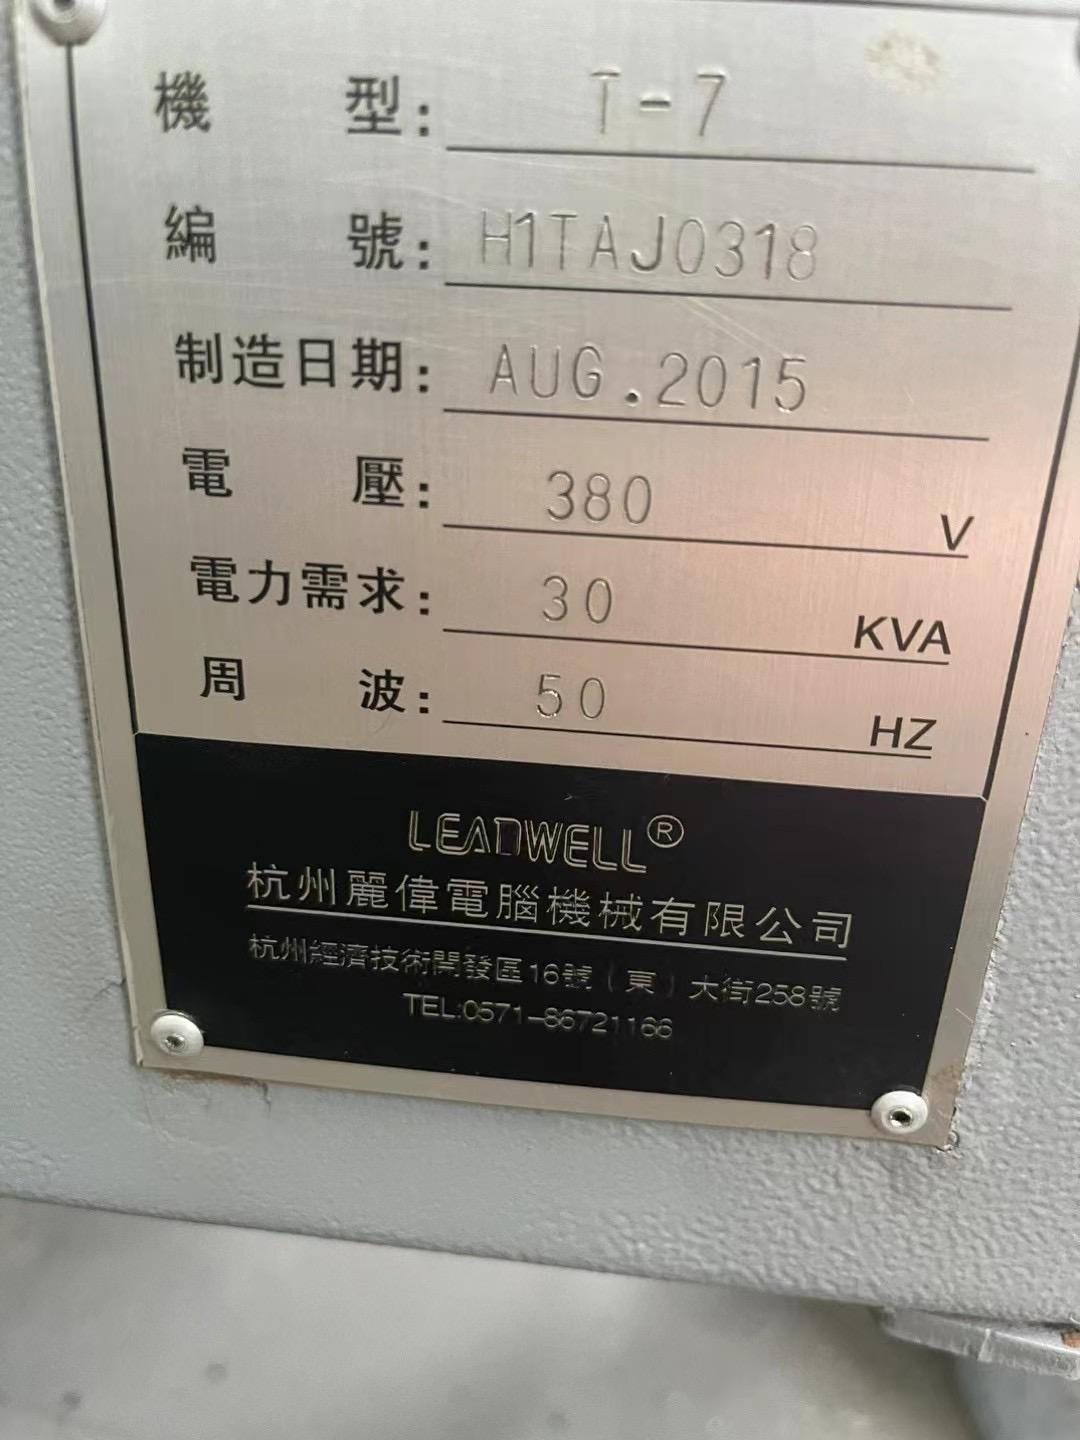 機型: T-7
編號: H1TAJ0318
制造日期: AUG.2015
電壓: 380 V
電力需求: 30 KVA
周波: 50 HZ
LEADWELL®
杭州麗偉電腦機械有限公司
杭州經濟技術開發區16號（東）大街258號
TEL:0571-86721166